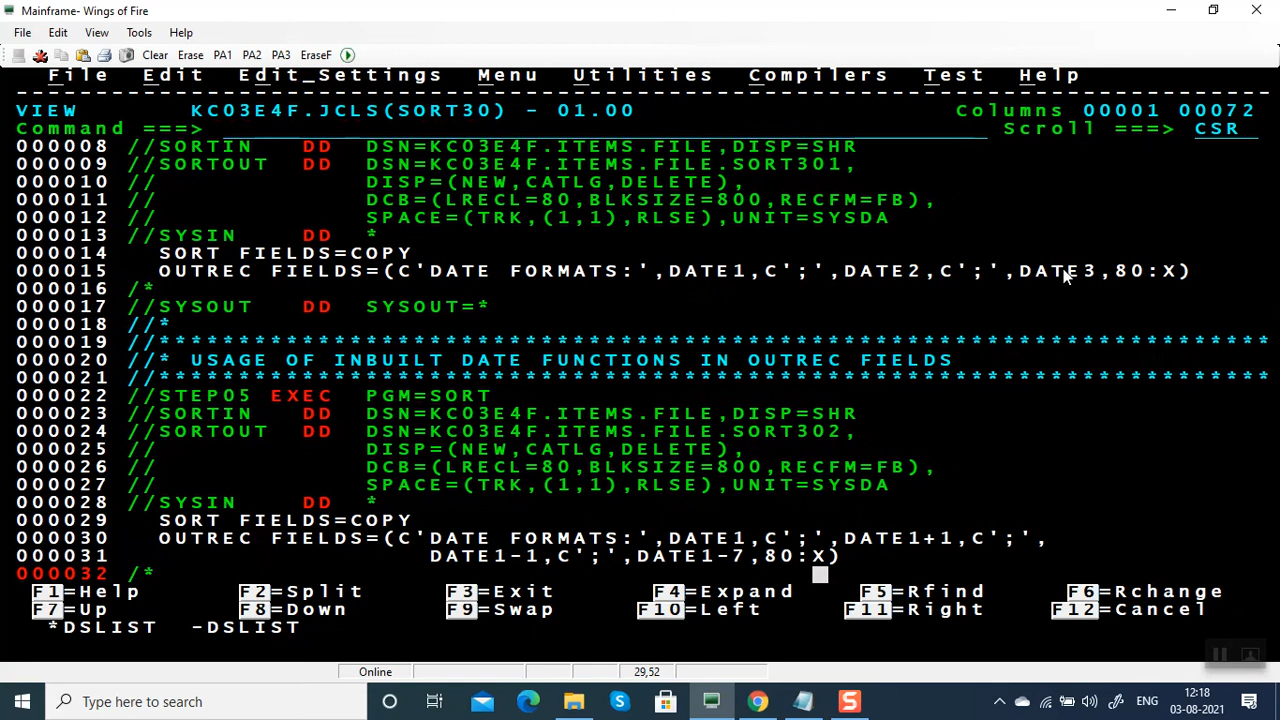 Mainframe- Wings of Fire
File Edit View Tools Help
Clear Erase PA1 PA2 PA3 EraseF
File Edit Edit_Settings Menu Utilities Compilers Test Help
VIEW KC03E4F.JCLS(SORT30) - 01.00 Columns 00001 00072
Command ===> Scroll ===> CSR
000008 //SORTIN DD DSN=KC03E4F.ITEMS.FILE,DISP=SHR
000009 //SORTOUT DD DSN=KC03E4F.ITEMS.FILE.SORT301,
000010 // DISP=(NEW,CATLG,DELETE),
000011 // DCB=(LRECL=80,BLKSIZE=800,RECFM=FB),
000012 // SPACE=(TRK,(1,1),RLSE),UNIT=SYSDA
000013 //SYSIN DD *
000014 SORT FIELDS=COPY
000015 OUTREC FIELDS=(C'DATE FORMATS:',DATE1,C';',DATE2,C';',DATE3,80:X)
000016 /*
000017 //SYSOUT DD SYSOUT=*
000018 //*
000019 //*********************************************************************
000020 //* USAGE OF INBUILT DATE FUNCTIONS IN OUTREC FIELDS
000021 //*********************************************************************
000022 //STEP05 EXEC PGM=SORT
000023 //SORTIN DD DSN=KC03E4F.ITEMS.FILE,DISP=SHR
000024 //SORTOUT DD DSN=KC03E4F.ITEMS.FILE.SORT302,
000025 // DISP=(NEW,CATLG,DELETE),
000026 // DCB=(LRECL=80,BLKSIZE=800,RECFM=FB),
000027 // SPACE=(TRK,(1,1),RLSE),UNIT=SYSDA
000028 //SYSIN DD *
000029 SORT FIELDS=COPY
000030 OUTREC FIELDS=(C'DATE FORMATS:',DATE1,C';',DATE1+1,C';',
000031 DATE1-1,C';',DATE1-7,80:X)
000032 /*
F1=Help F2=Split F3=Exit F4=Expand F5=Rfind F6=Rchange
F7=Up F8=Down F9=Swap F10=Left F11=Right F12=Cancel
*DSLIST -DSLIST
Online 29,52
Type here to search
ENG 12:18
03-08-2021